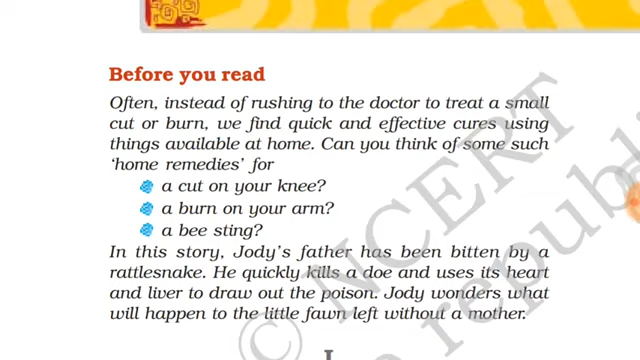 Before you read
Often, instead of rushing to the doctor to treat a small
cut or burn, we find quick and effective cures using
things available at home. Can you think of some such
‘home remedies’ for
a cut on your knee?
a burn on your arm?
a bee sting?
In this story, Jody’s father has been bitten by a
rattlesnake. He quickly kills a doe and uses its heart
and liver to draw out the poison. Jody wonders what
will happen to the little fawn left without a mother.
I
© NCERT